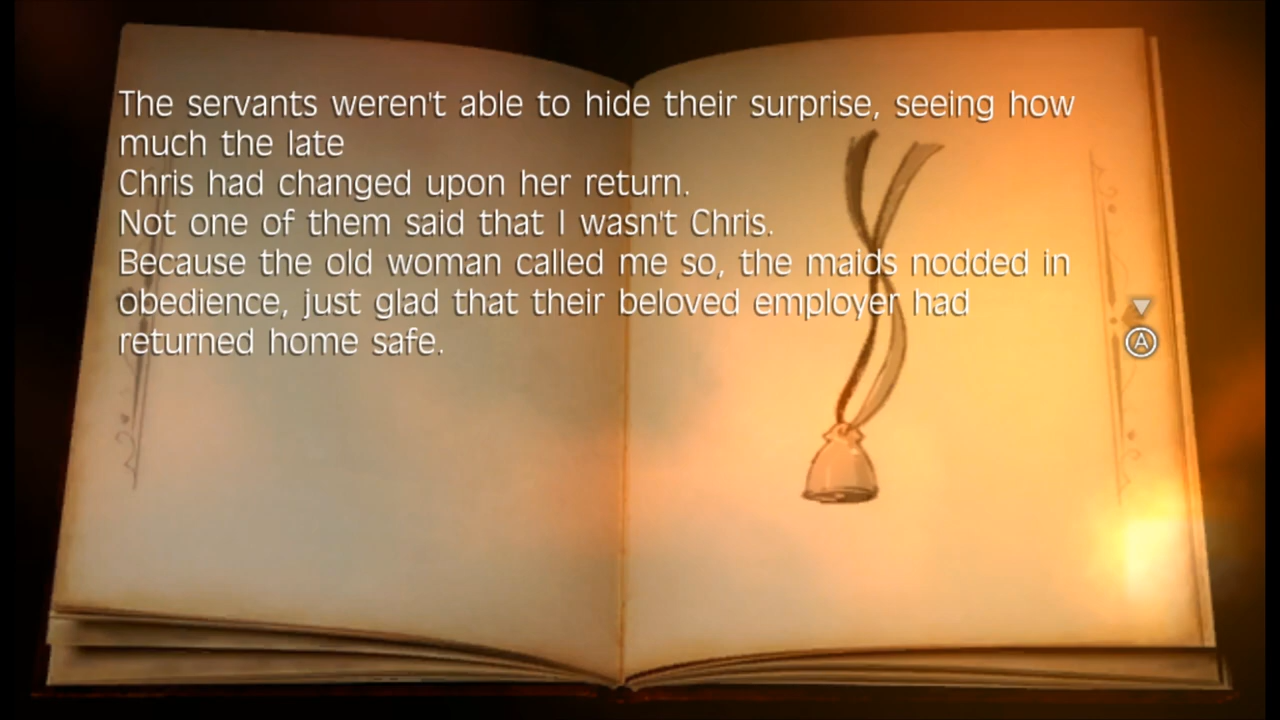 The servants weren't able to hide their surprise, seeing how
much the late
Chris had changed upon her return.
Not one of them said that I wasn't Chris.
Because the old woman called me so, the maids nodded in
obedience, just glad that their beloved employer had
returned home safe.
A